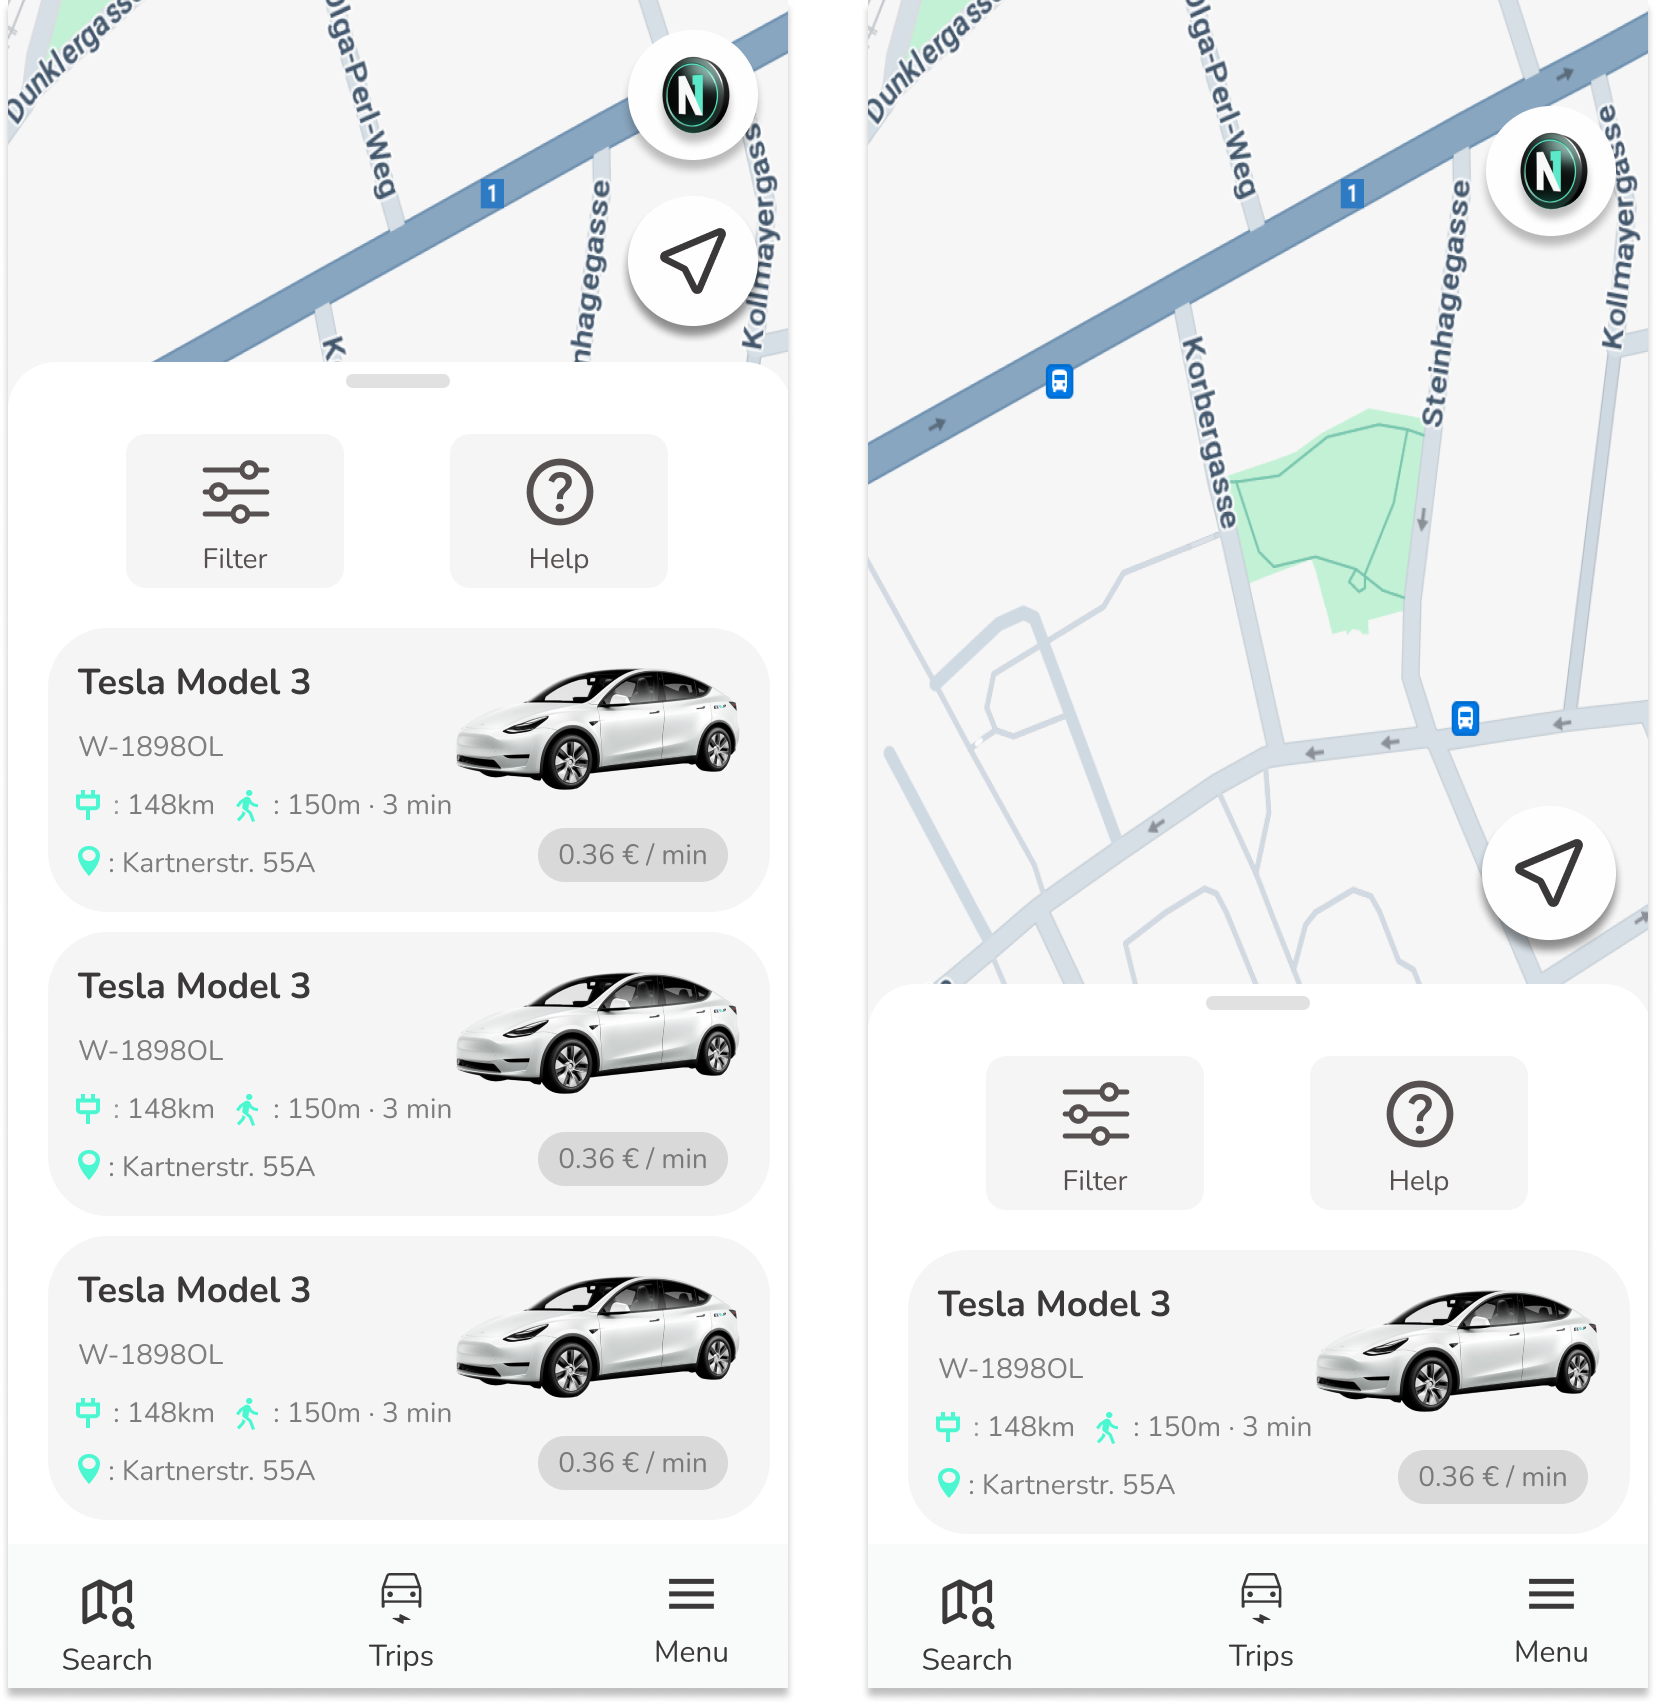 Dunklergasse
olga-Perl-Weg
1
N
Kollmayergasse
nhagegasse
K
Filter
Help
Tesla Model 3
W-1898OL
: 148km : 150m · 3 min
: Kartnerstr. 55A
0.36 € / min
Tesla Model 3
W-1898OL
: 148km : 150m · 3 min
: Kartnerstr. 55A
0.36 € / min
Tesla Model 3
W-1898OL
: 148km : 150m · 3 min
: Kartnerstr. 55A
0.36 € / min
Search
Trips
Menu
Dunklergasse
olga-Perl-Weg
1
N
Kollmayergasse
Steinhagegasse
Korbergasse
Filter
Help
Tesla Model 3
W-1898OL
: 148km : 150m · 3 min
: Kartnerstr. 55A
0.36 € / min
Search
Trips
Menu